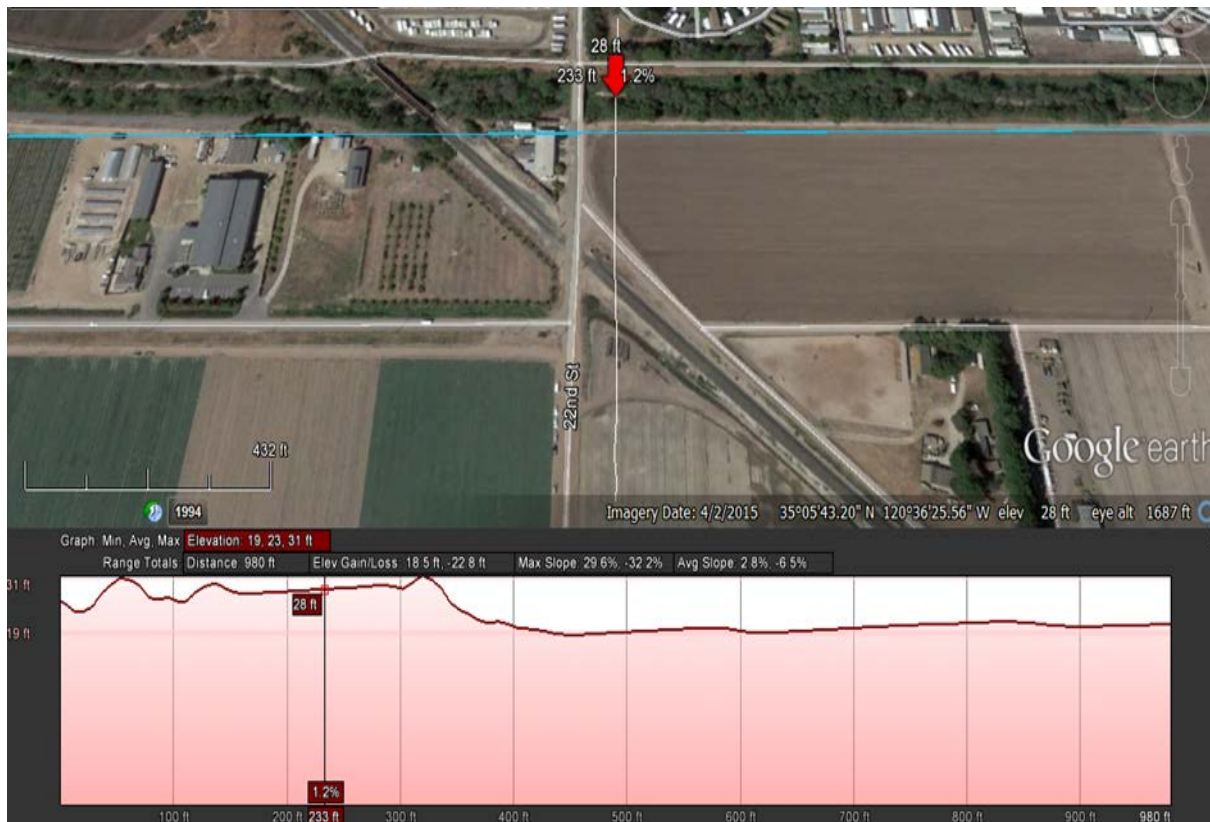 28 ft
233 ft 1.2%
22nd St
432 ft
Google earth
1994
Imagery Date: 4/2/2015 35°05'43.20" N 120°36'25.56" W elev 28 ft eye alt 1687 ft
Graph: Min, Avg, Max Elevation: 19, 23, 31 ft
Range Totals: Distance: 980 ft Elev Gain/Loss: 18.5 ft, -22.8 ft Max Slope: 29.6%, -32.2% Avg Slope: 2.8%, -6.5%
31 ft
28 ft
19 ft
1.2%
100 ft 200 ft 233 ft 300 ft 400 ft 500 ft 600 ft 700 ft 800 ft 900 ft 980 ft